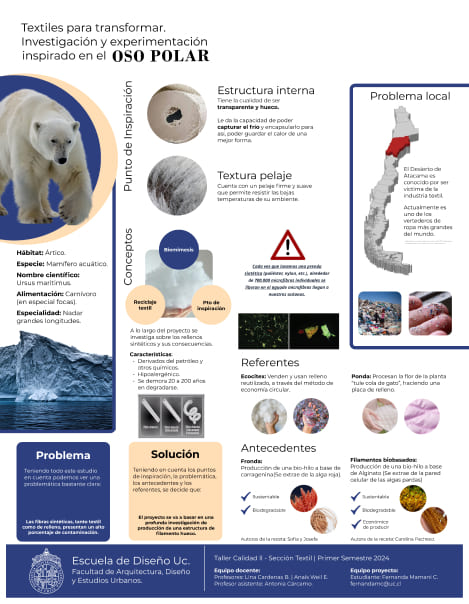 Textiles para transformar.
Investigación y experimentación
inspirado en el OSO POLAR
Punto de Inspiración
Estructura interna
Tiene la cualidad de ser
transparente y hueco.
Le da la capacidad de poder
capturar el frío y encapsularlo para
así, poder guardar el calor de una
mejor forma.
Textura pelaje
Cuenta con un pelaje firme y suave
que permite resistir las bajas
temperaturas de su ambiente.
Problema local
El Desierto de
Atacama es
conocido por ser
víctima de la
industria textil
Actualmente es
uno de los
vertederos de
ropa más grandes
del mundo.
Hábitat: Ártico.
Especie: Mamífero acuático.
Nombre científico:
Ursus maritimus.
Alimentación: Carnívoro
(en especial focas).
Especialidad: Nadar
grandes longitudes.
Conceptos
Biomímesis
Reciclaje
textil
Pto de
inspiración
A lo largo del proyecto se
investiga sobre los rellenos
sintéticos y sus consecuencias.
Características:
- Derivados del petróleo y
otros químicos.
- Hipoalergénico.
- Se demora 20 a 200 años
en degradarse.
Cada vez que lavamos una prenda
sintética (poliéster, nylon, etc.), alrededor
de 700.000 microfibras individuales se
liberan en el agua
Referentes
Ecocitex: Venden y usan relleno
reutilizado, a través del método de
economía circular.
Ponda: Procesan la flor de la planta
"tule cola de gato", haciendo una
placa de relleno.
Antecedentes
Fronda:
Producción de una bio-hilo a base de
carragenina(Se extrae de la alga roja).
Sustentable
Biodegradable
Autoras de la receta: Sofia y Josefa
Filamentos biobasados:
Producción de una bio-hilo a base
de Alginato (Se extrae de la pared
celular de las algas pardas)
Sustentable
Biodegradable
Económico
de producir
Autora de la receta: Carolina Pacheco.
Problema
Teniendo todo este estudio
en cuenta podemos ver una
problemática bastante clara:
Las fibras sintéticas, tanto textil
como de relleno, presentan un alto
porcentaje de contaminación.
Solución
Teniendo en cuenta los puntos
de inspiración, la problemática,
los antecedentes y los
referentes, se decide que:
El proyecto se va a basar en una
profunda investigación de
producción de una estructura de
filamento hueco.
Escuela de Diseño Uc.
Facultad de Arquitectura, Diseño
y Estudios Urbanos.
Taller Calidad II - Sección Textil | Primer Semestre 2024
Equipo docente:
Profesores: Lina Cárdenas B. | Anaís Weil E.
Profesor asistente: Antonia Cárcamo.
Equipo proyecto:
Estudiante: Fernanda Mamani C.
fernandamc@uc.cl